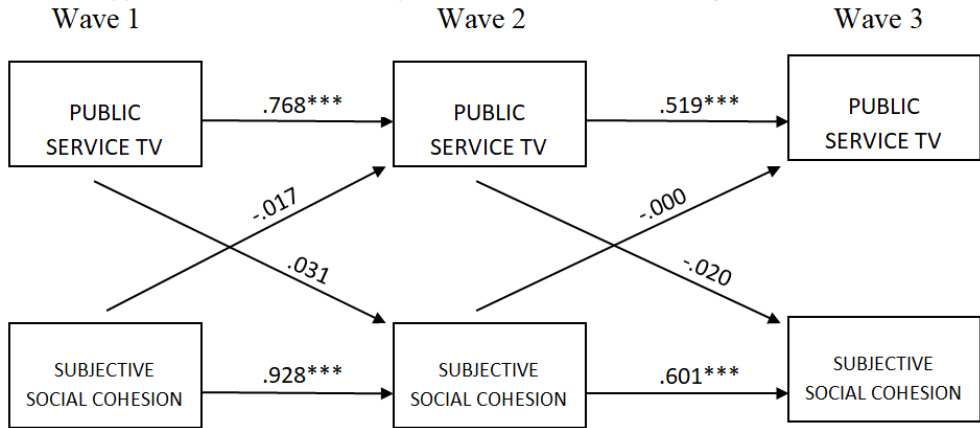 Wave 1 Wave 2 Wave 3
PUBLIC
SERVICE TV
.768***
PUBLIC
SERVICE TV
.519***
PUBLIC
SERVICE TV
-.017
.031
-.000
-.020
SUBJECTIVE
SOCIAL COHESION
.928***
SUBJECTIVE
SOCIAL COHESION
.601***
SUBJECTIVE
SOCIAL COHESION